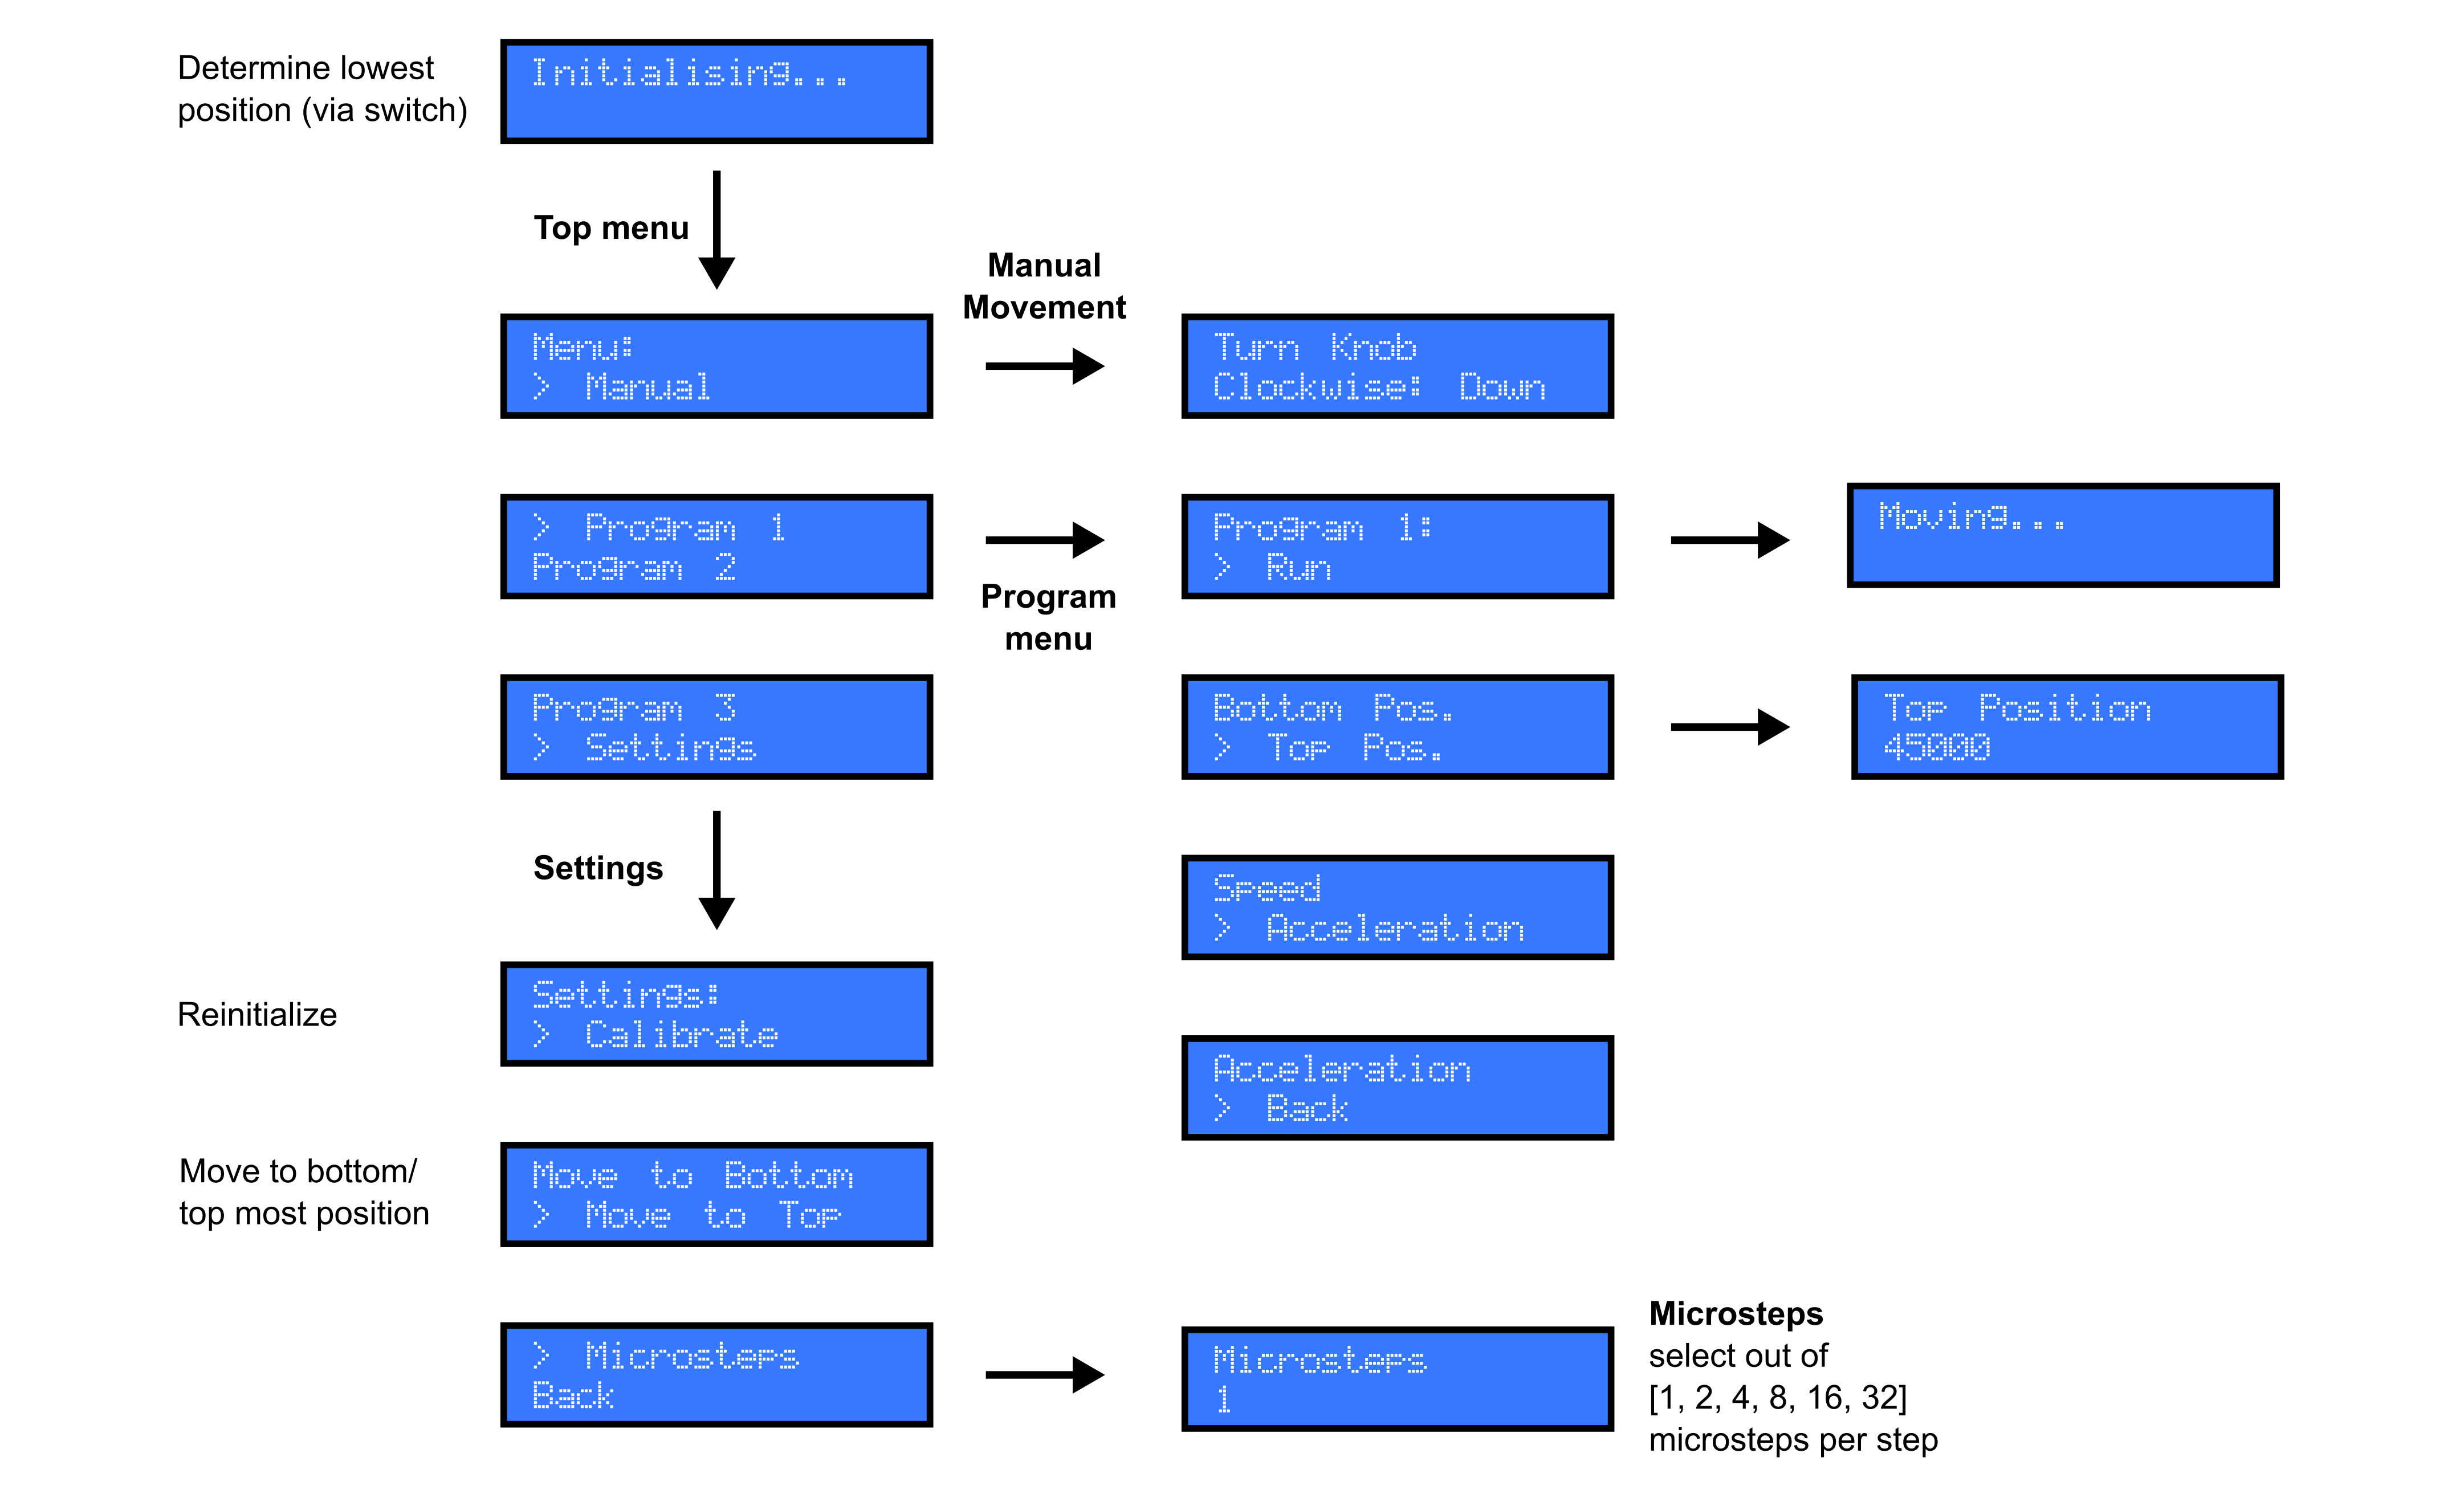 Determine lowest
position (via switch)
Initialising...
Top menu
Manual
Movement
Menu:
> Manual
Turn Knob
Clockwise: Down
> Program 1
Program 2
Program
menu
Program 1:
> Run
Moving...
Program 3
> Settings
Bottom Pos.
> Top Pos.
Top Position
45000
Settings
Speed
> Acceleration
Reinitialize
Settings:
> Calibrate
Acceleration
> Back
Move to bottom/
top most position
Move to Bottom
> Move to Top
> Microsteps
Back
Microsteps
1
Microsteps
select out of
[1, 2, 4, 8, 16, 32]
microsteps per step